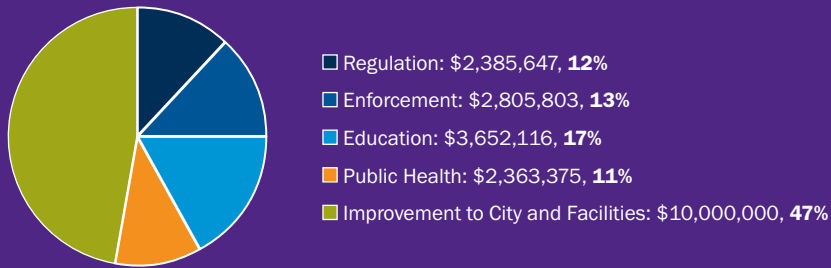 Regulation: $2,385,647, 12%
Enforcement: $2,805,803, 13%
Education: $3,652,116, 17%
Public Health: $2,363,375, 11%
Improvement to City and Facilities: $10,000,000, 47%